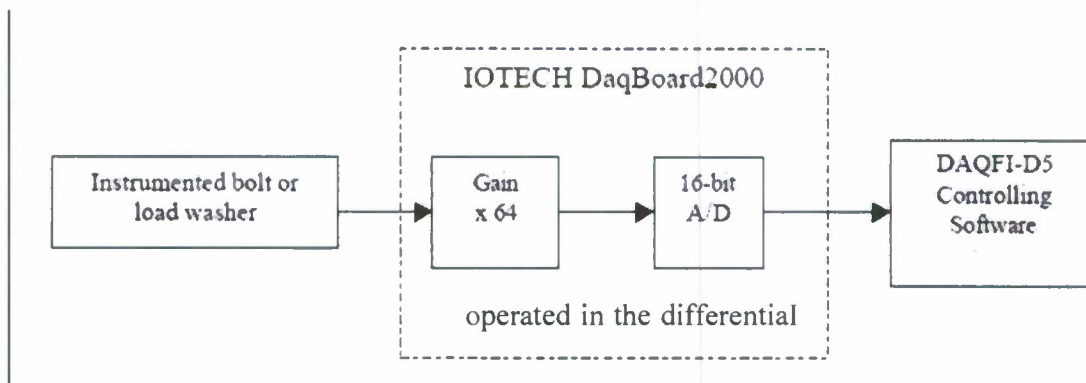 IOTECH DaqBoard2000
Instrumented bolt or
load washer
Gain
x 64
16-bit
A/D
DAQFI-D5
Controlling
Software
operated in the differential